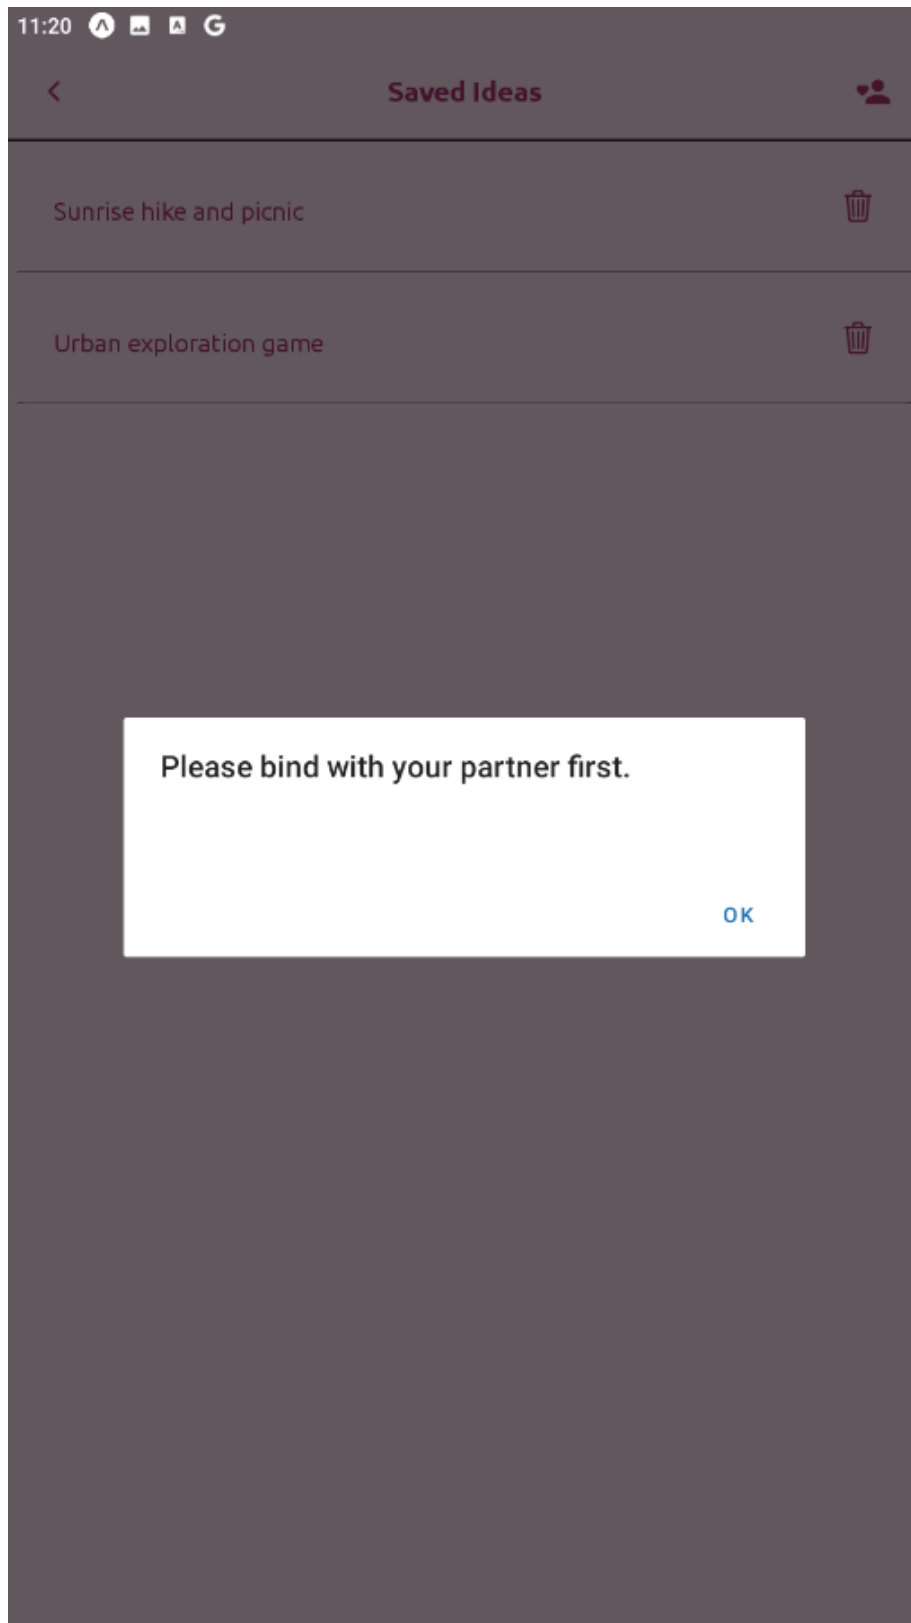 11:20
Saved Ideas
Sunrise hike and picnic
Urban exploration game
Please bind with your partner first.
OK